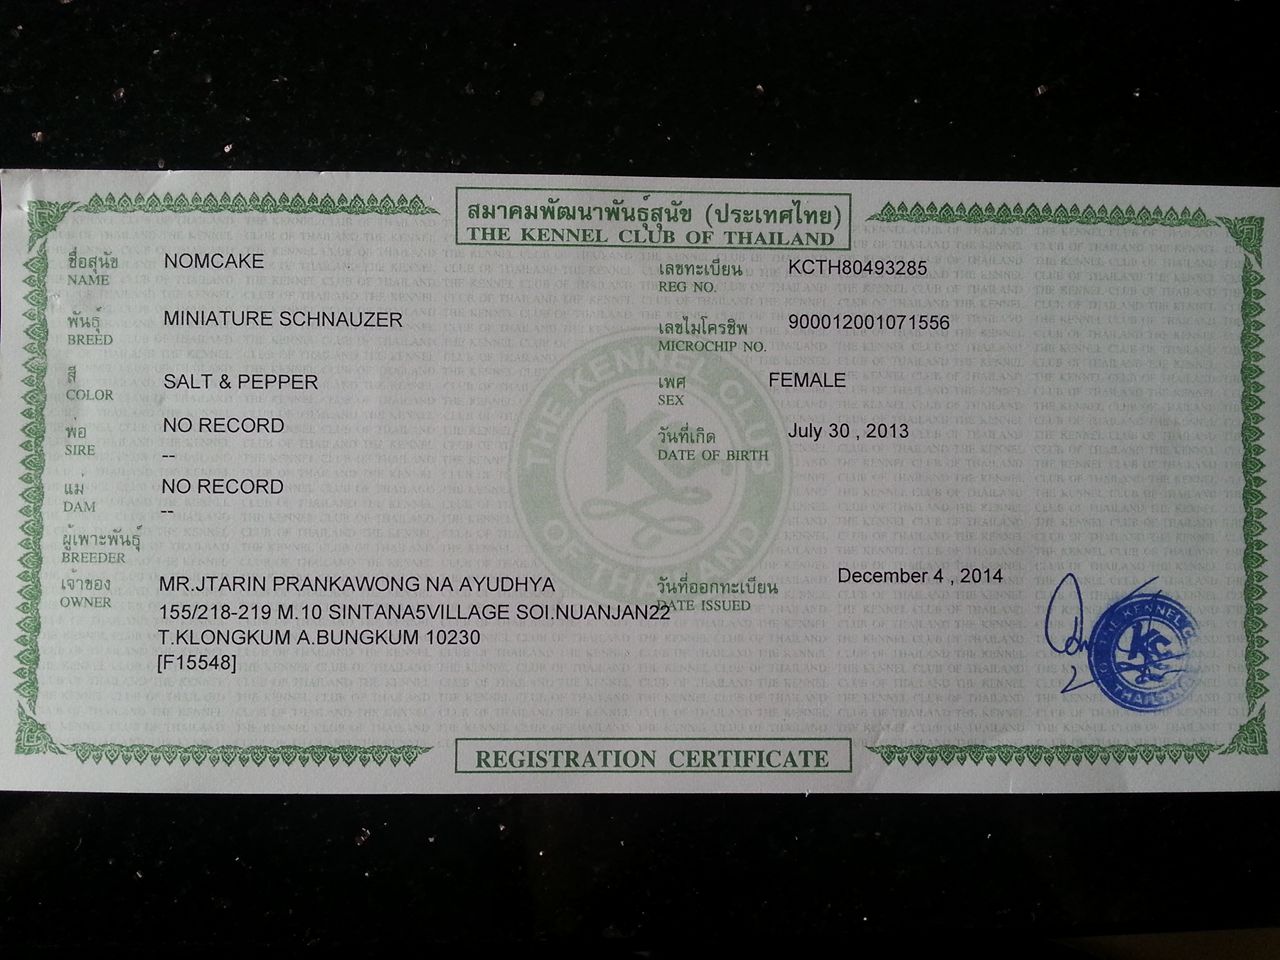 สมาคมพัฒนาพันธุ์สุนัข (ประเทศไทย)
THE KENNEL CLUB OF THAILAND
ชื่อสุนัข NOMCAKE
NAME
เลขทะเบียน KCTH80493285
REG NO.
พันธุ์ MINIATURE SCHNAUZER
BREED
เลขไมโครชิพ 900012001071556
MICROCHIP NO.
สี SALT & PEPPER
COLOR
เพศ FEMALE
SEX
พ่อ NO RECORD
SIRE --
วันที่เกิด July 30 , 2013
DATE OF BIRTH
แม่ NO RECORD
DAM --
ผู้เพาะพันธุ์
BREEDER
เจ้าของ MR.JTARIN PRANKAWONG NA AYUDHYA
OWNER 155/218-219 M.10 SINTANA5VILLAGE SOI.NUANJAN22
T.KLONGKUM A.BUNGKUM 10230
[F15548]
วันที่ออกทะเบียน December 4 , 2014
DATE ISSUED
THE KENNEL CLUB OF THAILAND
KC
REGISTRATION CERTIFICATE